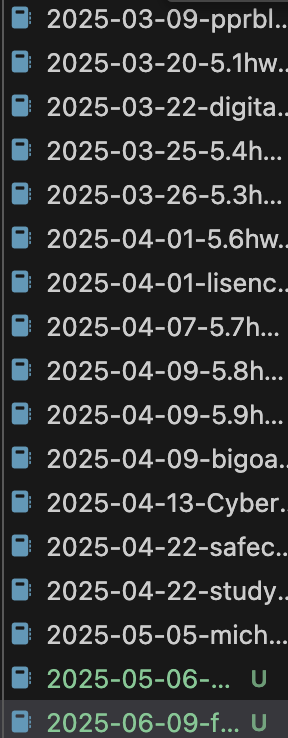 2025-03-09-pprbl...
2025-03-20-5.1hw...
2025-03-22-digita...
2025-03-25-5.4h...
2025-03-26-5.3h...
2025-04-01-5.6hw...
2025-04-01-lisenc...
2025-04-07-5.7h...
2025-04-09-5.8h...
2025-04-09-5.9h...
2025-04-09-bigoa...
2025-04-13-Cyber...
2025-04-22-safec...
2025-04-22-study...
2025-05-05-mich...
2025-05-06-... U
2025-06-09-f... U